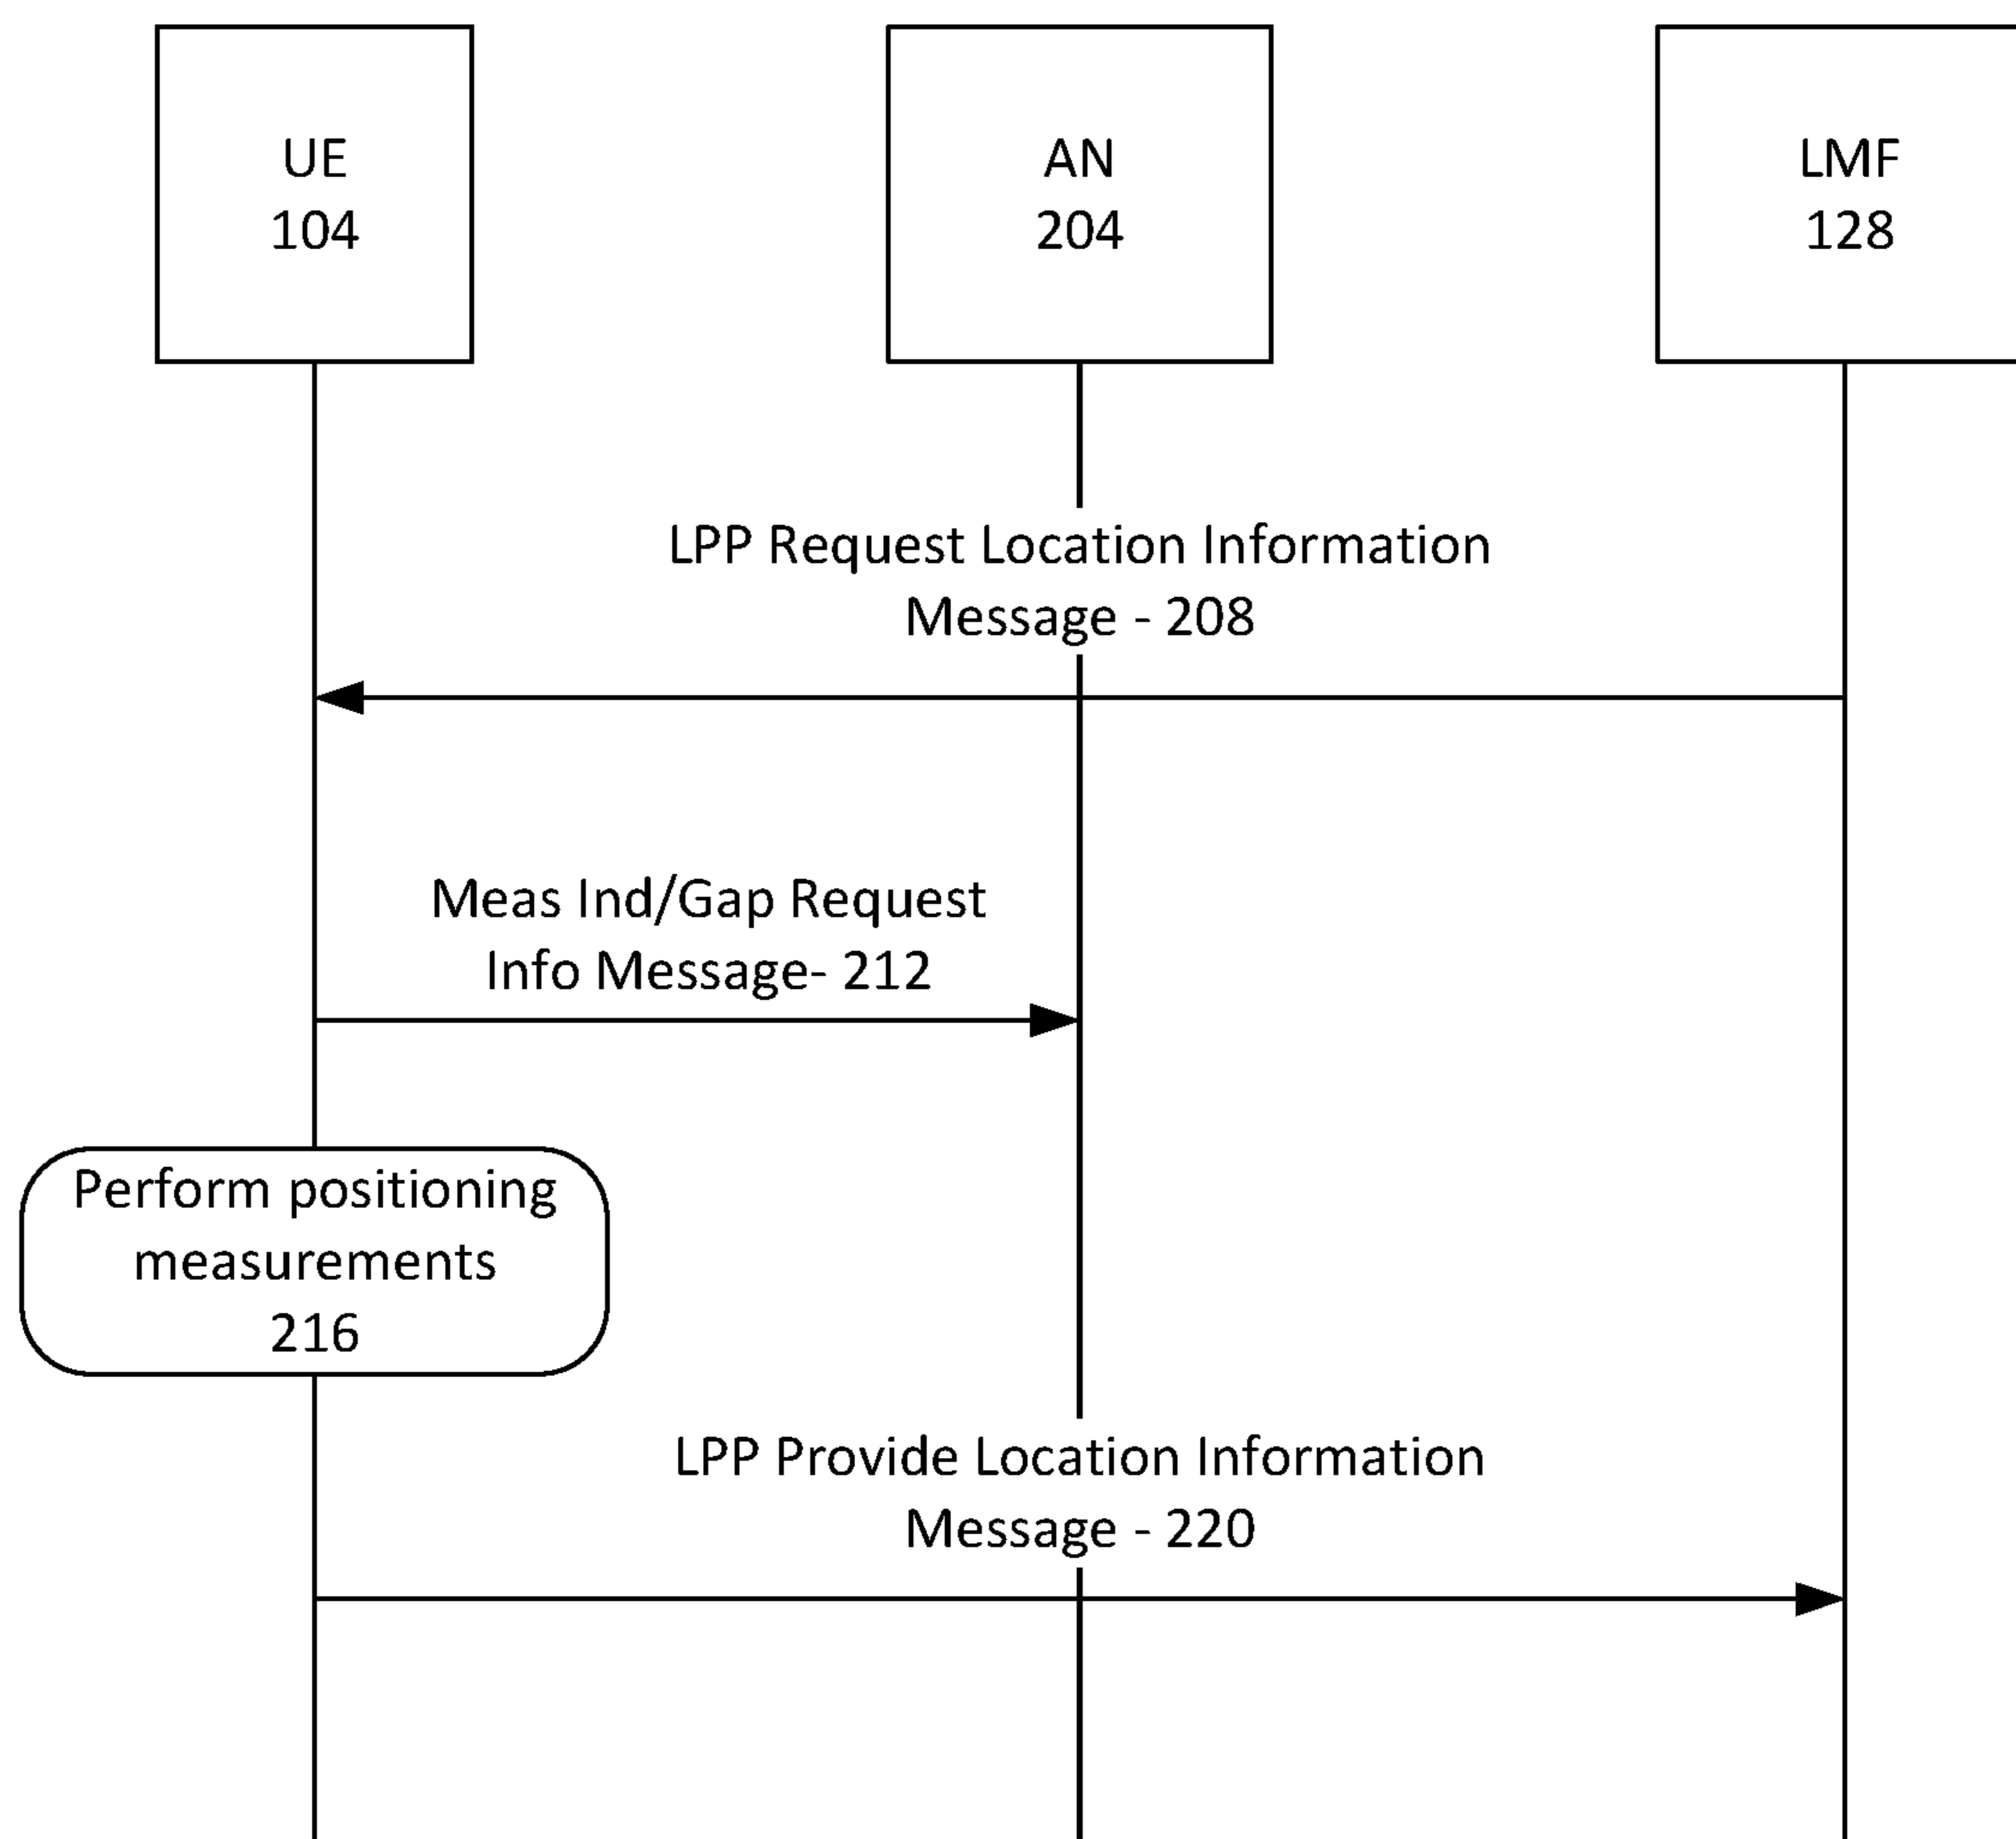 UE
104
AN
204
LMF
128
LPP Request Location Information
Message - 208
Meas Ind/Gap Request
Info Message- 212
Perform positioning
measurements
216
LPP Provide Location Information
Message - 220